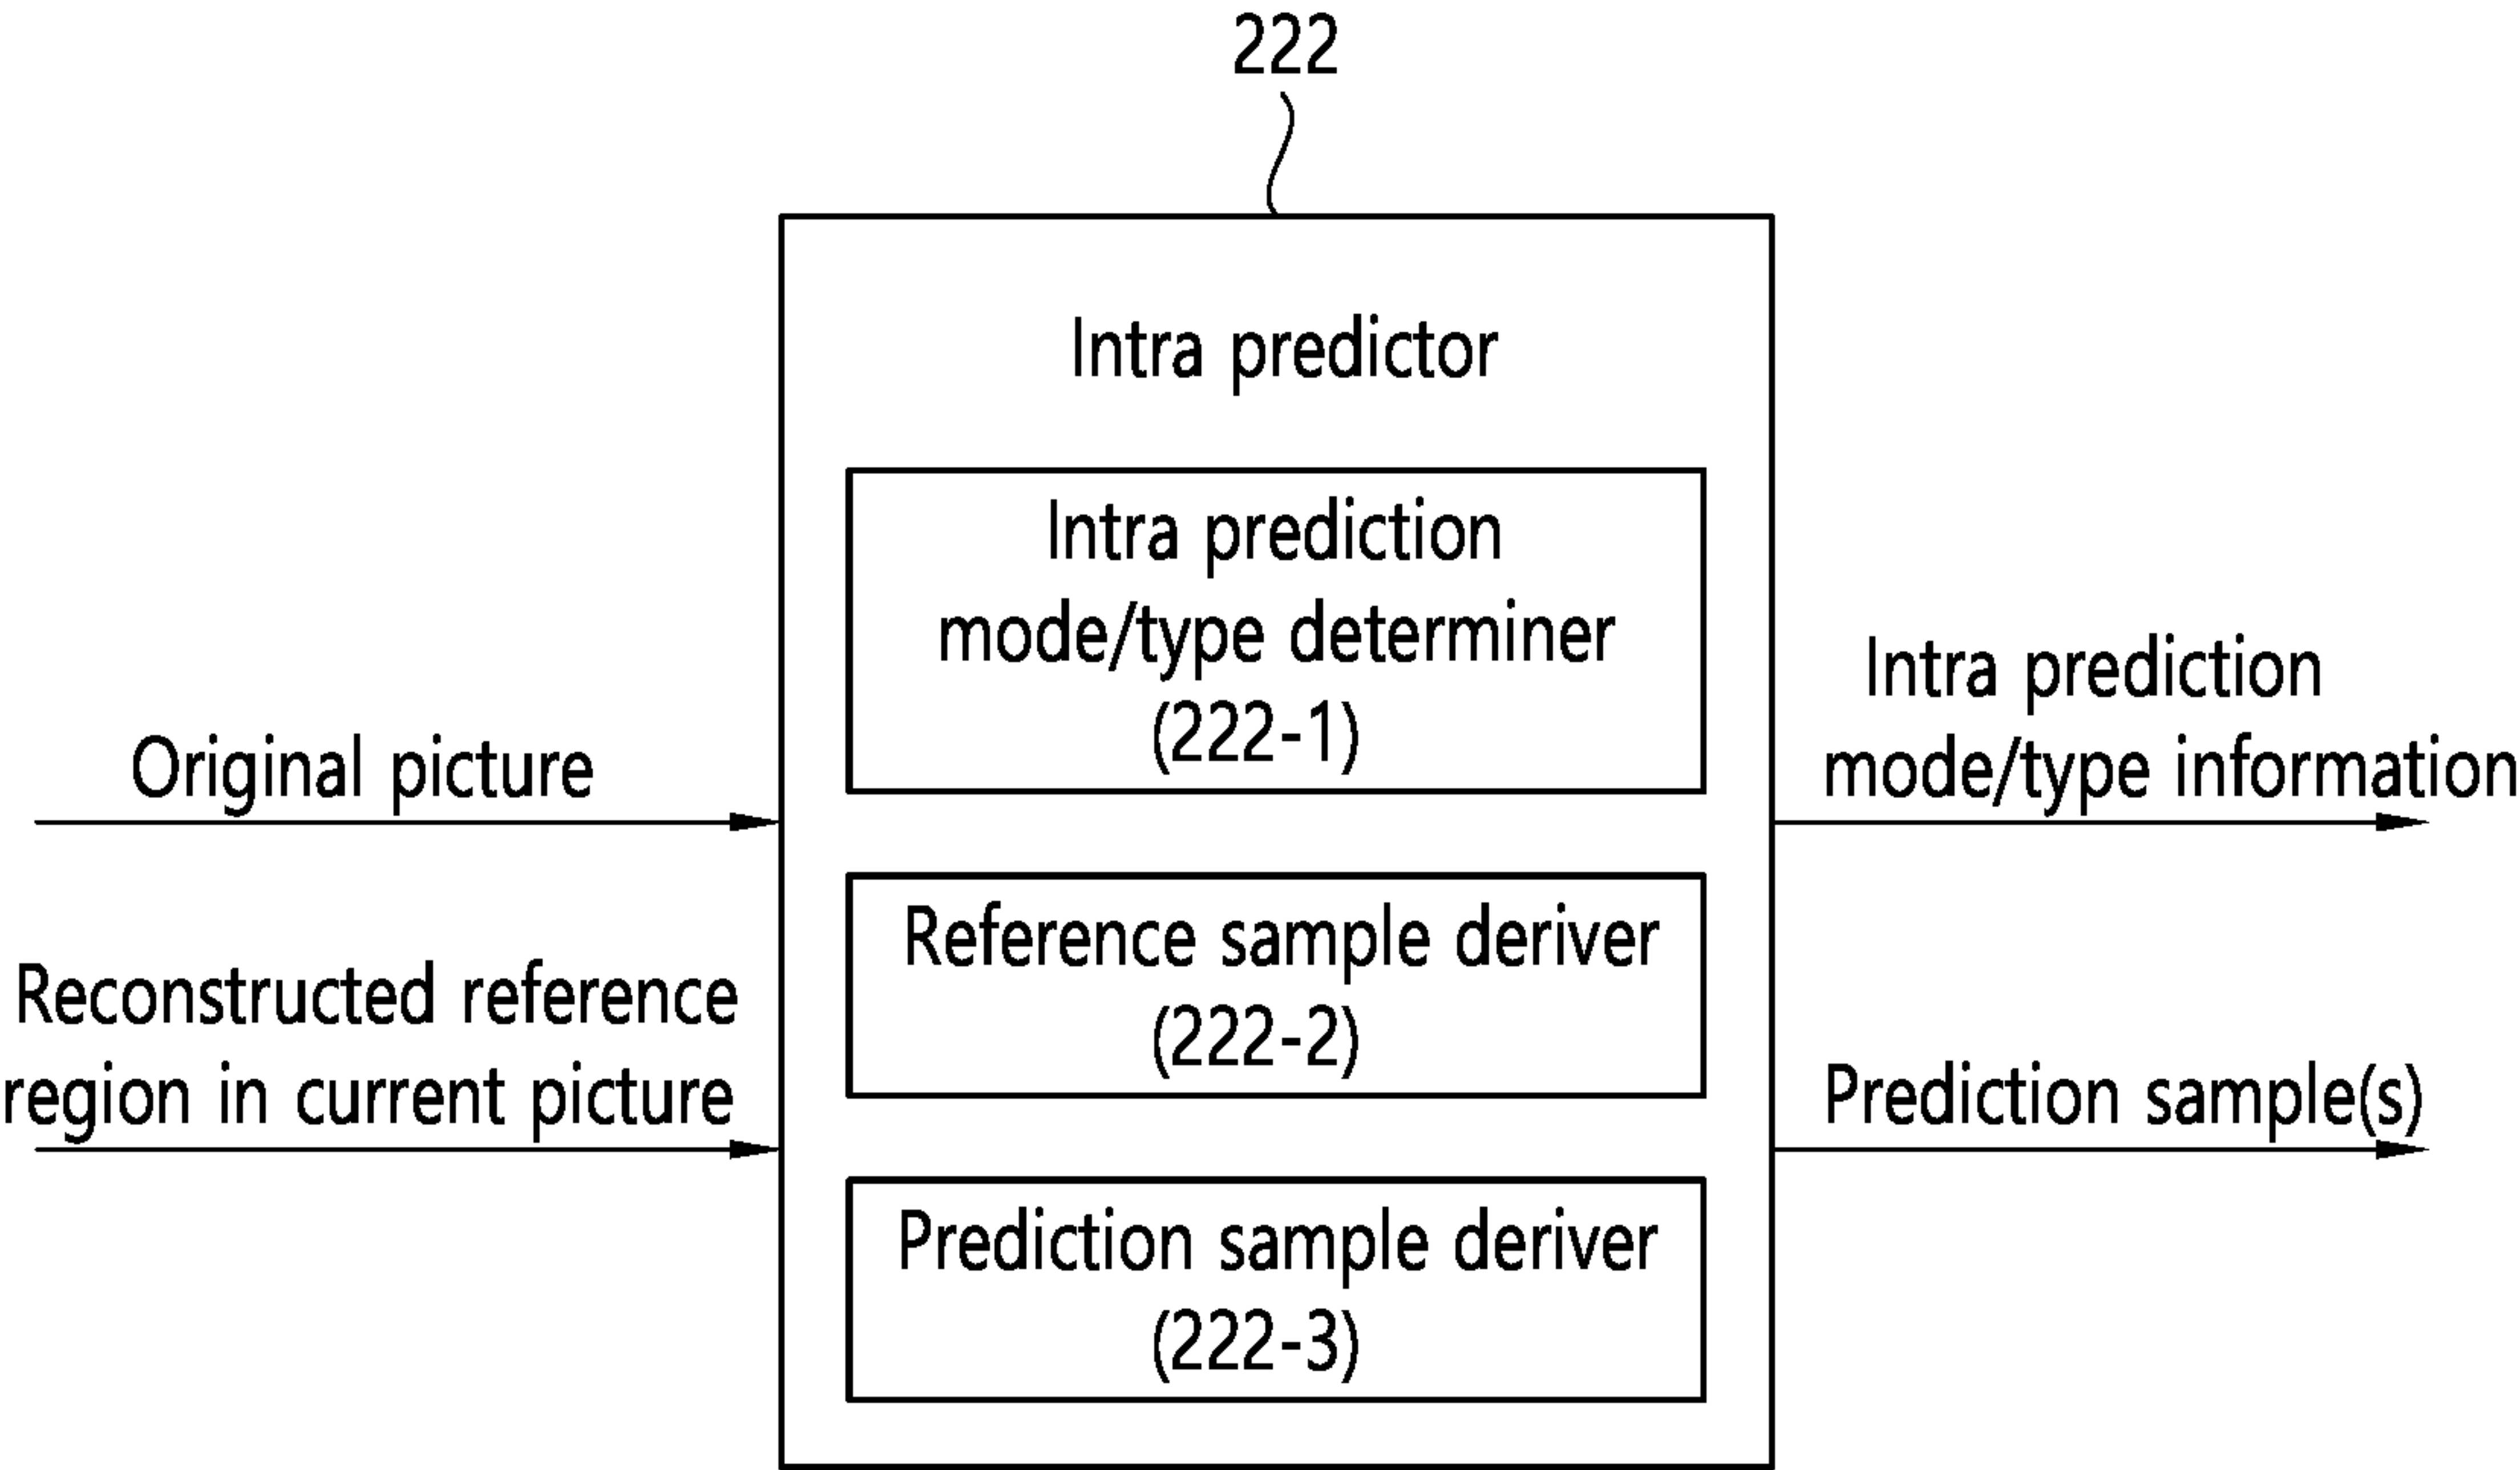 222
Intra predictor
Intra prediction
mode/type determiner
(222-1)
Reference sample deriver
(222-2)
Prediction sample deriver
(222-3)
Original picture
Reconstructed reference
region in current picture
Intra prediction
mode/type information
Prediction sample(s)